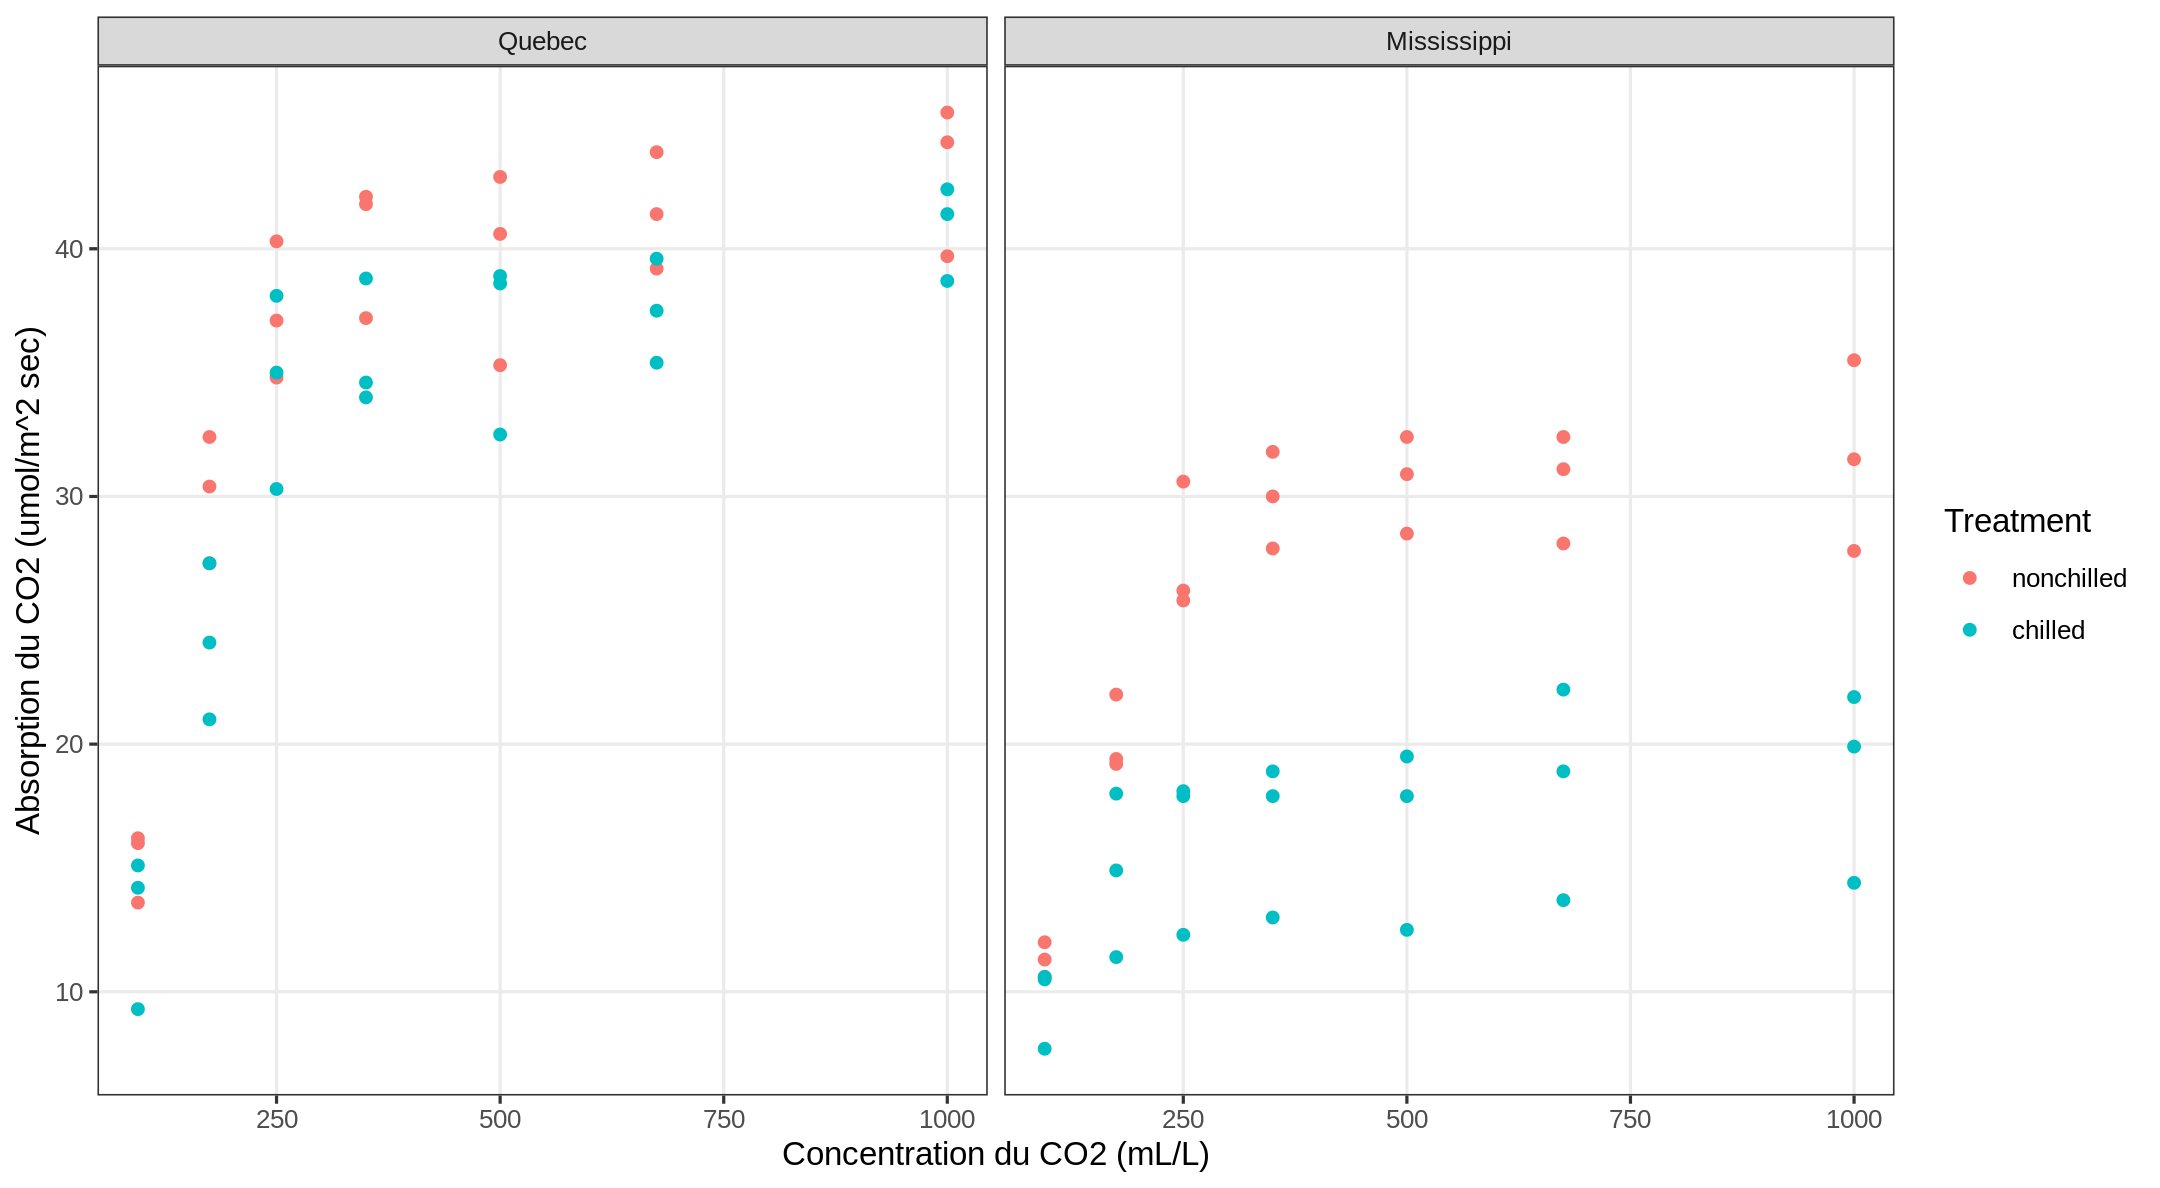 Quebec
Mississippi
Absorption du CO2 (umol/m^2 sec)
40
30
20
10
250 500 750 1000
250 500 750 1000
Concentration du CO2 (mL/L)
Treatment
nonchilled
chilled